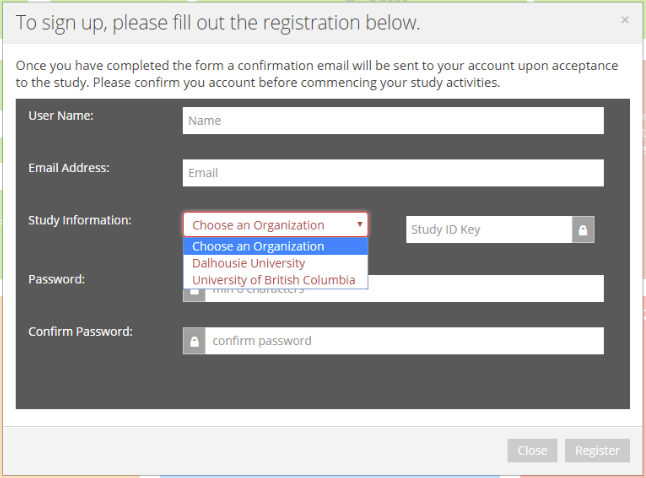 To sign up, please fill out the registration below.
×
Once you have completed the form a confirmation email will be sent to your account upon acceptance
to the study. Please confirm you account before commencing your study activities.
User Name:
Name
Email Address:
Email
Study Information:
Choose an Organization
Study ID Key
Choose an Organization
Dalhousie University
University of British Columbia
Password:
Confirm Password:
confirm password
Close
Register